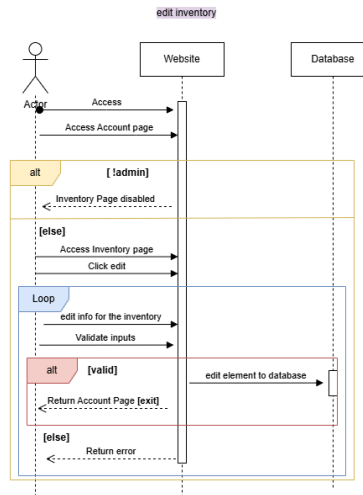 edit inventory
Website
Database
Actor
Access
Access Account page
alt
[ !admin]
Inventory Page disabled
[else]
Access Inventory page
Click edit
Loop
edit info for the inventory
Validate inputs
alt
[valid]
edit element to database
Return Account Page [exit]
[else]
Return error